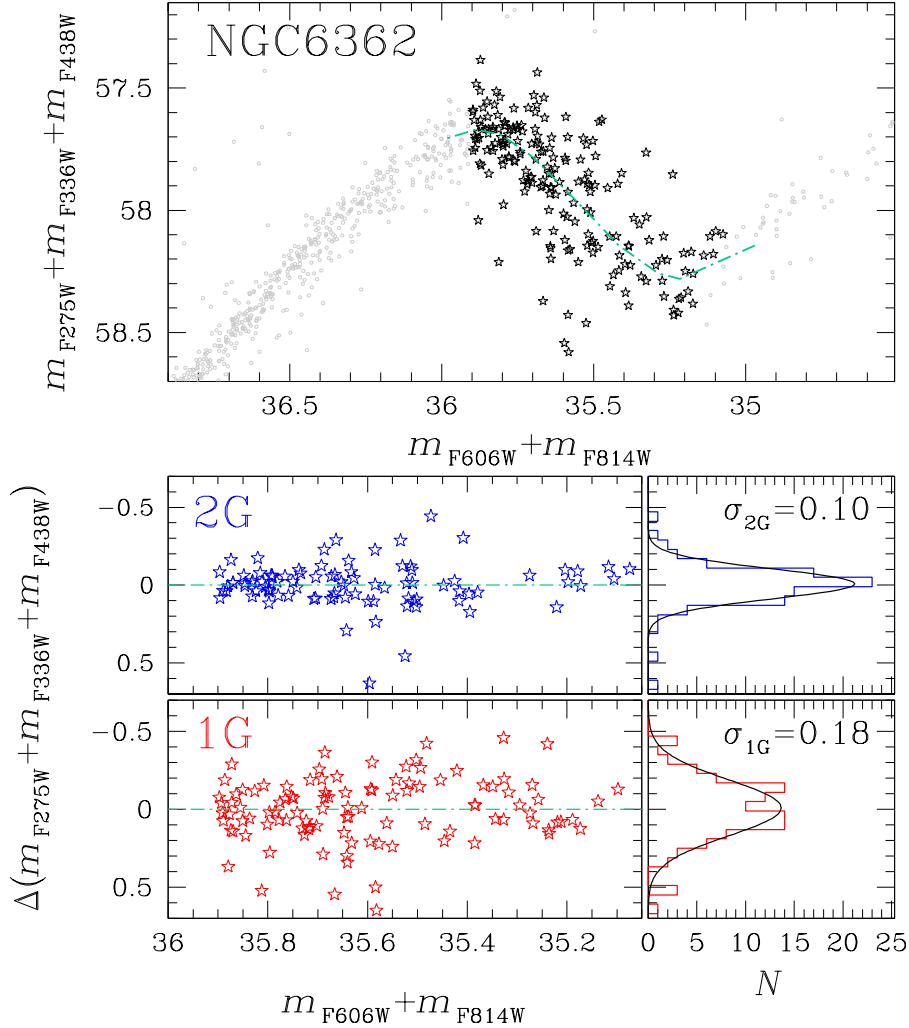 NGC6362
57.5
58
58.5
m_F275W+m_F336W+m_F438W
36.5 36 35.5 35
m_F606W+m_F814W
2G
σ_2G=0.10
−0.5
0
0.5
1G
σ_1G=0.18
−0.5
0
0.5
Δ(m_F275W+m_F336W+m_F438W)
36 35.8 35.6 35.4 35.2
0 5 10 15 20 25
m_F606W+m_F814W
N